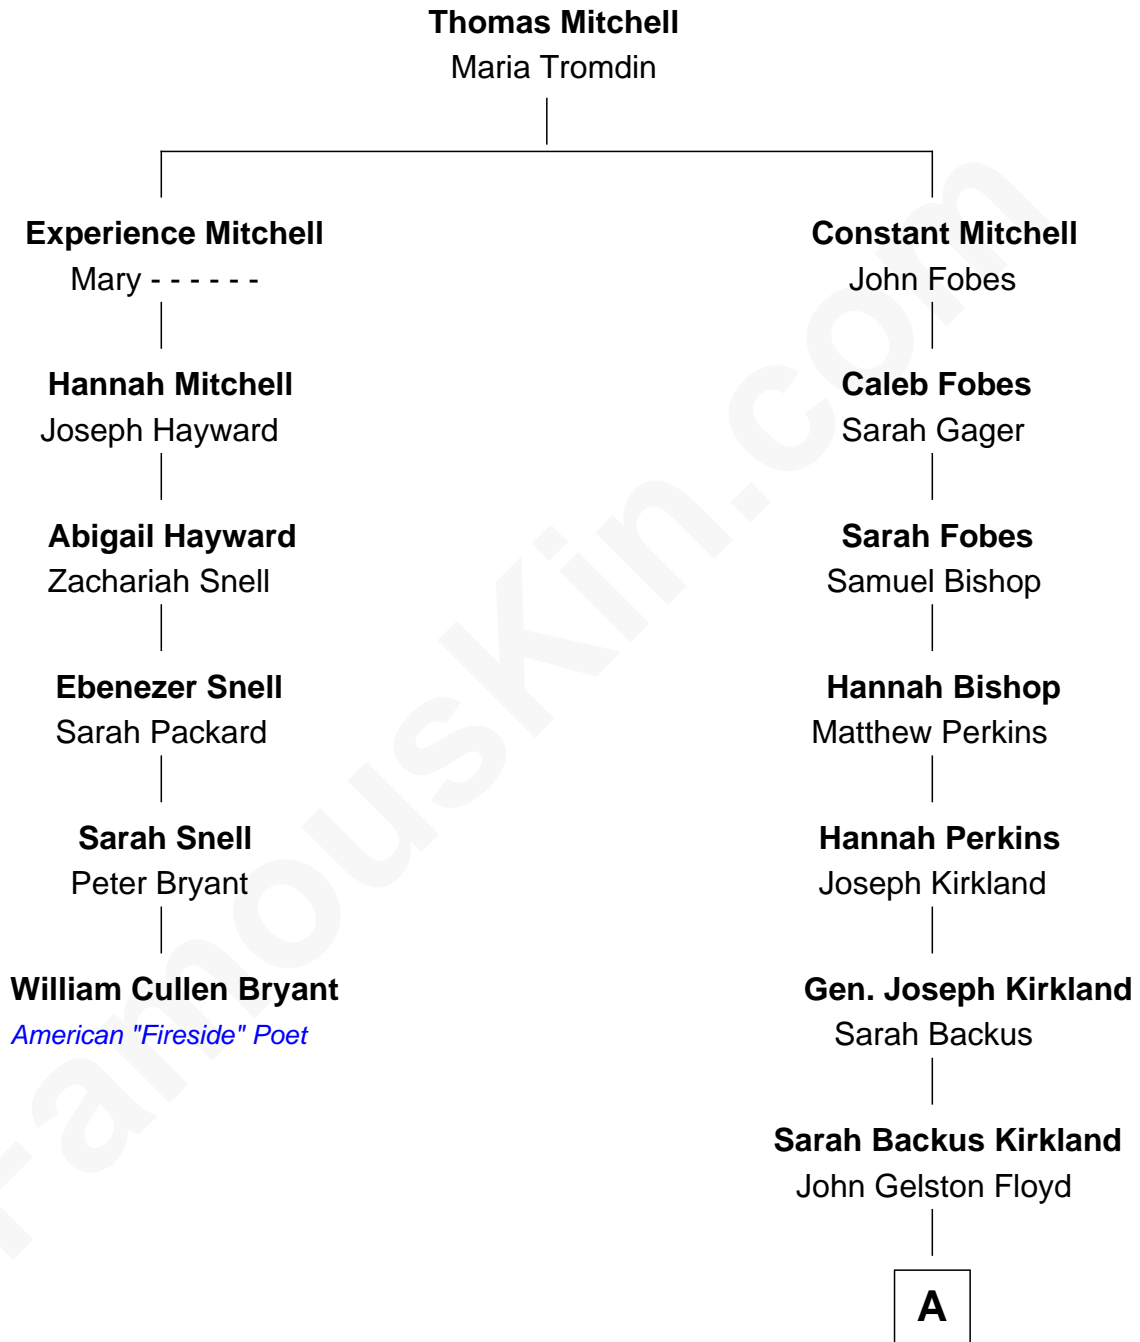 Thomas Mitchell
Maria Tromdin
Experience Mitchell
Mary - - - - - -
Hannah Mitchell
Joseph Hayward
Abigail Hayward
Zachariah Snell
Ebenezer Snell
Sarah Packard
Sarah Snell
Peter Bryant
William Cullen Bryant
American "Fireside" Poet
Constant Mitchell
John Fobes
Caleb Fobes
Sarah Gager
Sarah Fobes
Samuel Bishop
Hannah Bishop
Matthew Perkins
Hannah Perkins
Joseph Kirkland
Gen. Joseph Kirkland
Sarah Backus
Sarah Backus Kirkland
John Gelston Floyd
A
FamousKin.com